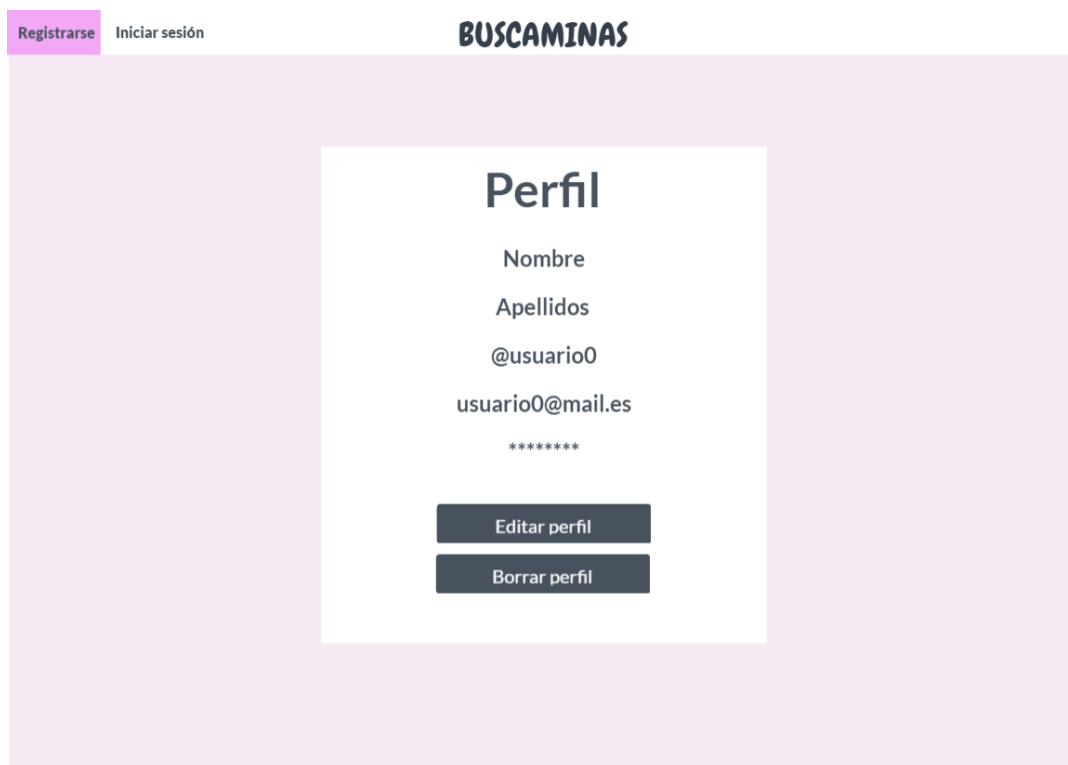 Registrarse Iniciar sesión BUSCAMINAS
Perfil
Nombre
Apellidos
@usuario0
usuario0@mail.es
********
Editar perfil
Borrar perfil